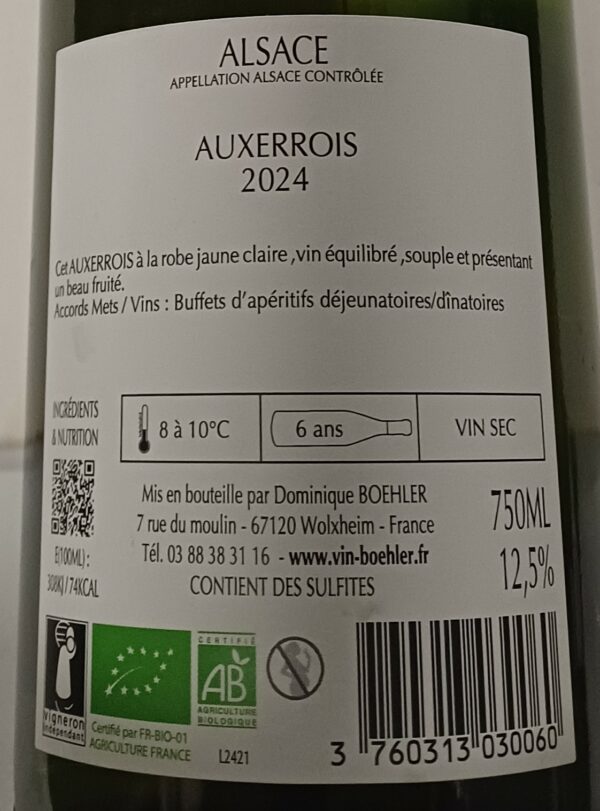 ALSACE
APPELLATION ALSACE CONTRÔLÉE
AUXERROIS
2024
Cet AUXERROIS à la robe jaune claire ,vin équilibré ,souple et présentant
un beau fruité.
Accords Mets / Vins : Buffets d'apéritifs déjeunatoires/dînatoires
INGRÉDIENTS
& NUTRITION
8 à 10°C
6 ans
VIN SEC
E(100ML) :
308KJ / 74KCAL
Mis en bouteille par Dominique BOEHLER
7 rue du moulin - 67120 Wolxheim - France
Tél. 03 88 38 31 16 - www.vin-boehler.fr
CONTIENT DES SULFITES
750ML
12,5%
vigneron
indépendant
Certifié par FR-BIO-01
AGRICULTURE FRANCE
CERTIFIÉ
AB
AGRICULTURE
BIOLOGIQUE
L2421
3 760313 030060